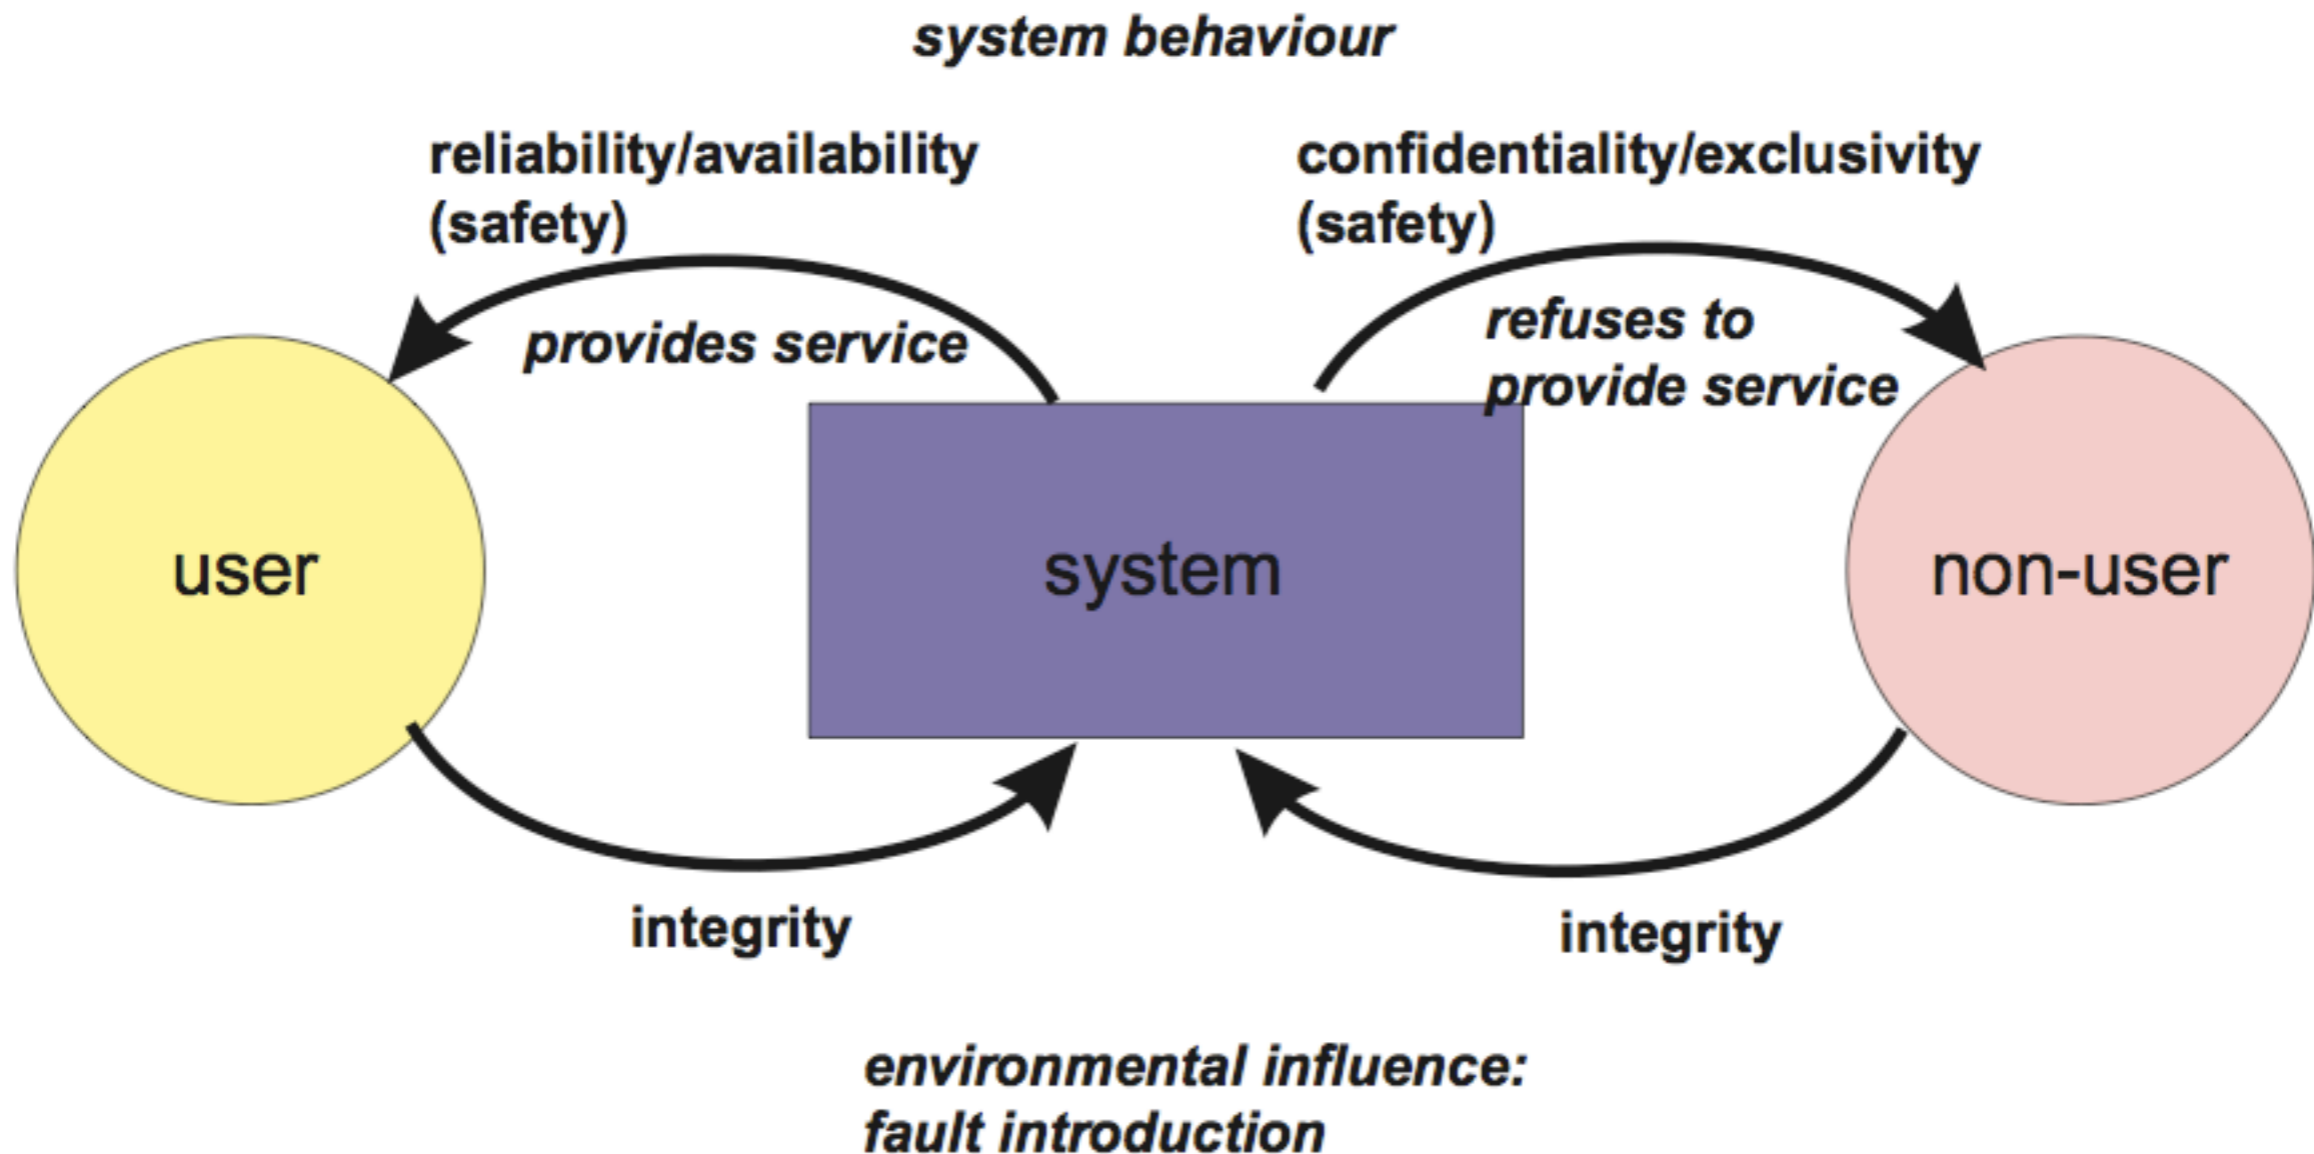 system behaviour
reliability/availability
(safety)
confidentiality/exclusivity
(safety)
provides service
refuses to
provide service
user
system
non-user
integrity
integrity
environmental influence:
fault introduction